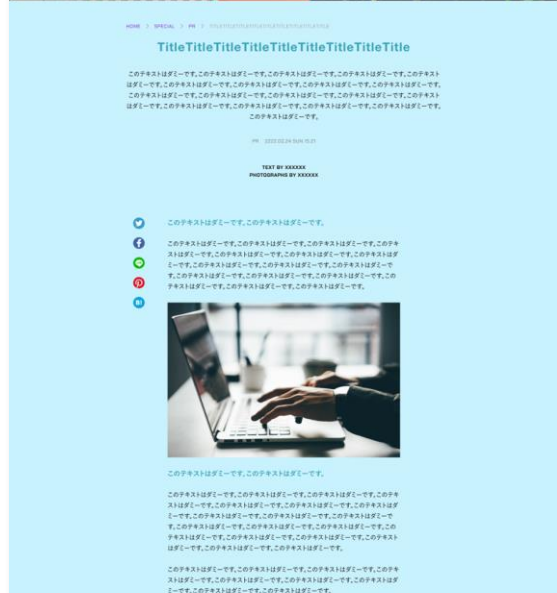 HOME > SPECIAL > PR > TITLETITLETITLETITLETITLETITLETITLETITLETITLE
TitleTitleTitleTitleTitleTitleTitleTitleTitle
このテキストはダミーです。このテキストはダミーです。このテキストはダミーです。このテキストはダミーです。このテキスト
はダミーです。このテキストはダミーです。このテキストはダミーです。このテキストはダミーです。このテキストはダミーです。
このテキストはダミーです。このテキストはダミーです。このテキストはダミーです。このテキストはダミーです。このテキスト
はダミーです。このテキストはダミーです。このテキストはダミーです。このテキストはダミーです。このテキストはダミーです。
このテキストはダミーです。
TEXT BY XXXXXX
PHOTOGRAPHS BY XXXXXX
このテキストはダミーです。このテキストはダミーです。
このテキストはダミーです。このテキストはダミーです。このテキストはダミーです。このテキ
ストはダミーです。このテキストはダミーです。このテキストはダミーです。このテキストはダ
ミーです。このテキストはダミーです。このテキストはダミーです。このテキストはダミーで
す。このテキストはダミーです。このテキストはダミーです。このテキストはダミーです。この
テキストはダミーです。このテキストはダミーです。このテキストはダミーです。
B!
このテキストはダミーです。このテキストはダミーです。
このテキストはダミーです。このテキストはダミーです。このテキストはダミーです。このテキ
ストはダミーです。このテキストはダミーです。このテキストはダミーです。このテキストはダ
ミーです。このテキストはダミーです。このテキストはダミーです。このテキストはダミーで
す。このテキストはダミーです。このテキストはダミーです。このテキストはダミーです。この
テキストはダミーです。このテキストはダミーです。このテキストはダミーです。このテキスト
はダミーです。このテキストはダミーです。このテキストはダミーです。
このテキストはダミーです。このテキストはダミーです。このテキストはダミーです。このテキ
ストはダミーです。このテキストはダミーです。このテキストはダミーです。このテキストはダ
ミーです。このテキストはダミーです。このテキストはダミーです。